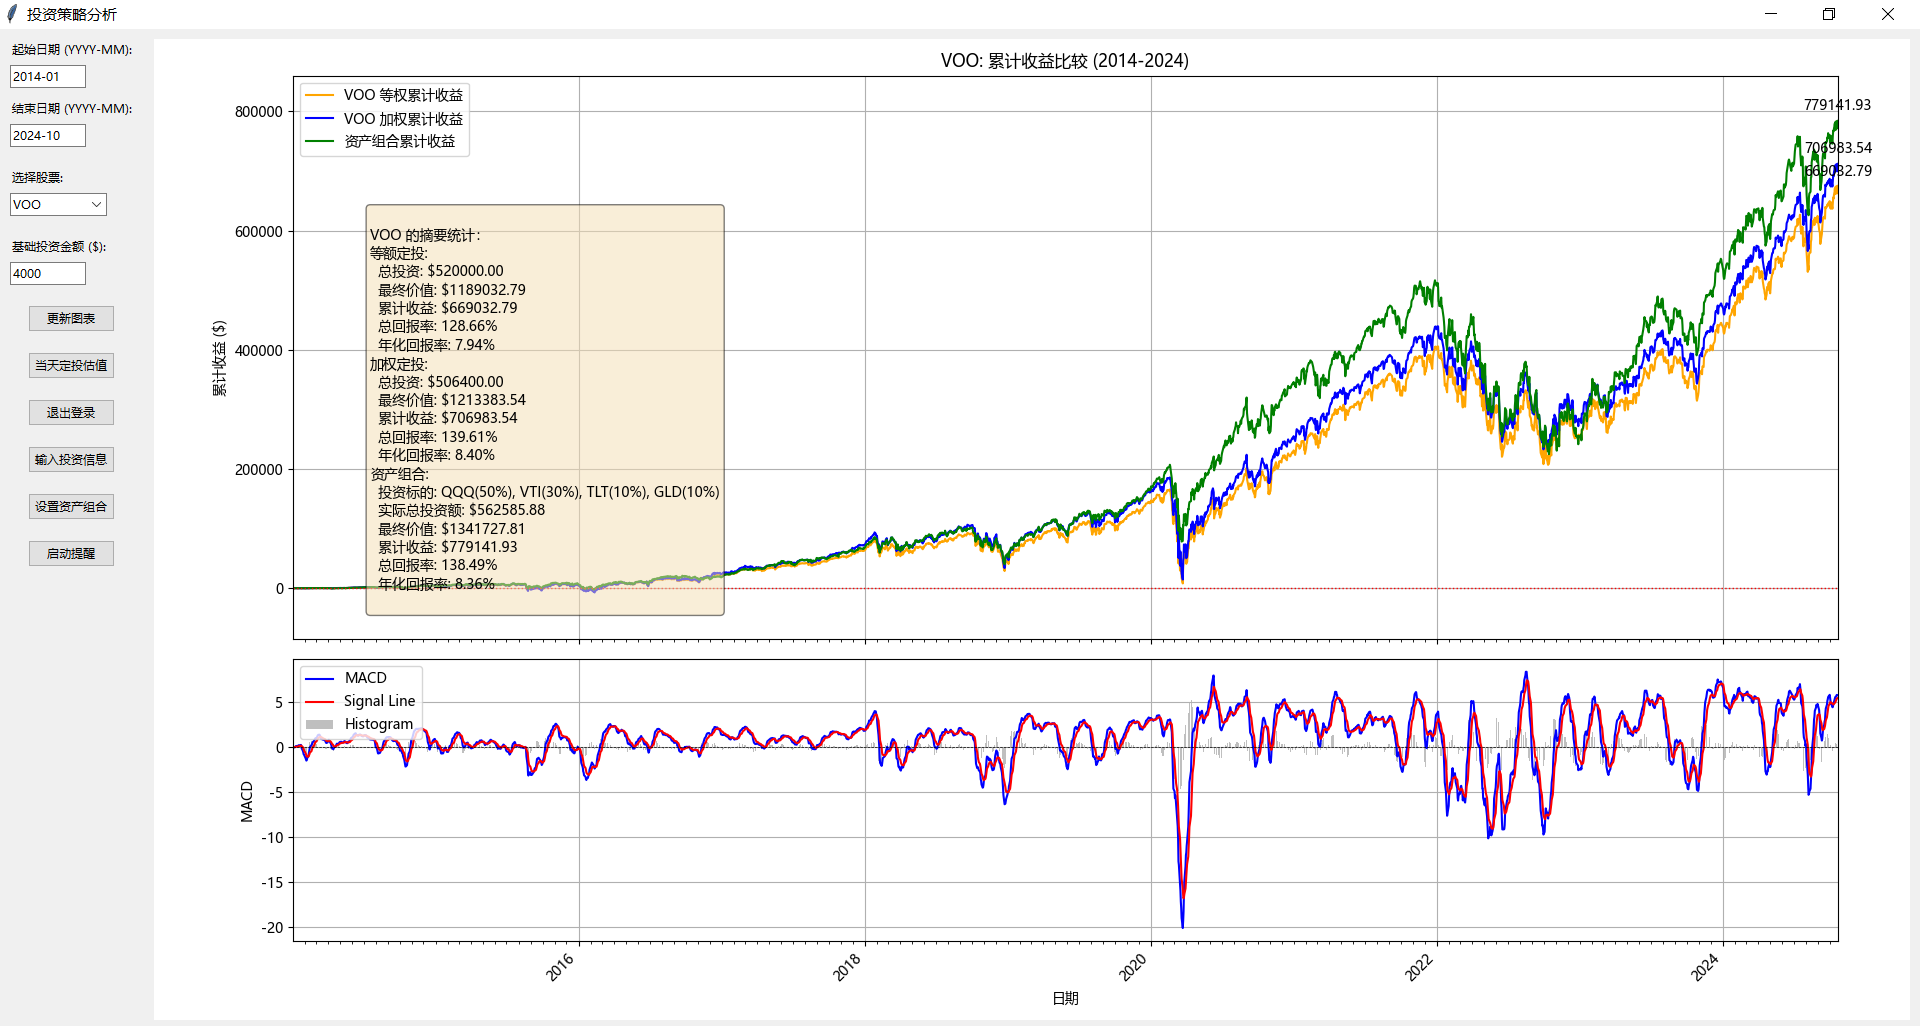 投资策略分析
起始日期 (YYYY-MM):
2014-01
结束日期 (YYYY-MM):
2024-10
选择股票:
VOO
基础投资金额 ($):
4000
更新图表
当天定投估值
退出登录
输入投资信息
设置资产组合
启动提醒
VOO: 累计收益比较 (2014-2024)
VOO 等权累计收益
VOO 加权累计收益
资产组合累计收益
779141.93
706983.54
669032.79
800000
600000
400000
200000
0
累计收益 ($)
VOO 的摘要统计:
等额定投:
总投资: $520000.00
最终价值: $1189032.79
累计收益: $669032.79
总回报率: 128.66%
年化回报率: 7.94%
加权定投:
总投资: $506400.00
最终价值: $1213383.54
累计收益: $706983.54
总回报率: 139.61%
年化回报率: 8.40%
资产组合:
投资标的: QQQ(50%), VTI(30%), TLT(10%), GLD(10%)
实际总投资额: $562585.88
最终价值: $1341727.81
累计收益: $779141.93
总回报率: 138.49%
年化回报率: 8.36%
MACD
Signal Line
Histogram
5
0
-5
-10
-15
-20
MACD
2016
2018
2020
2022
2024
日期